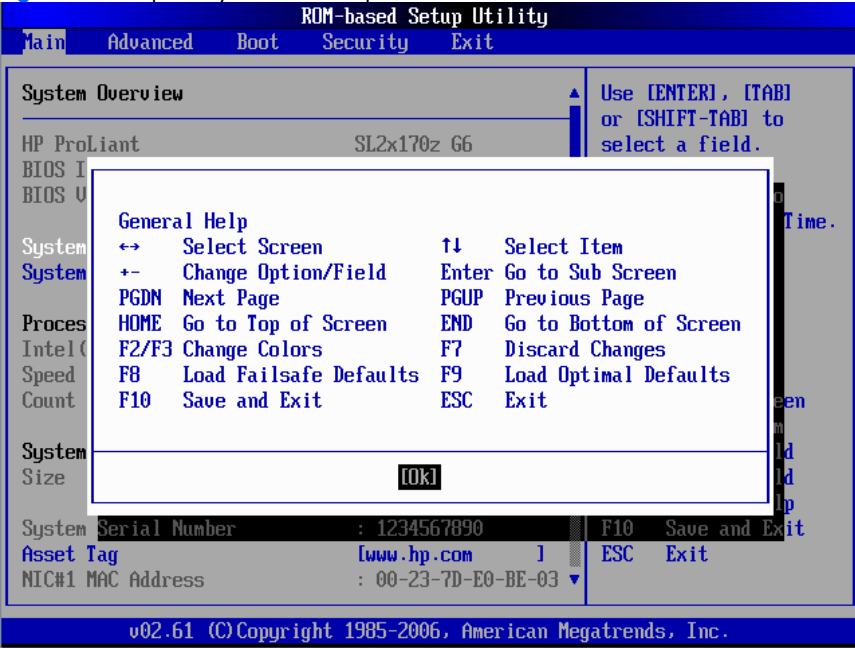 ROM-based Setup Utility
Main Advanced Boot Security Exit
System Overview
HP ProLiant SL2x170z G6
BIOS I
BIOS V
System
System
Proces
Intel(
Speed
Count
System
Size
System Serial Number : 1234567890
Asset Tag [www.hp.com ]
NIC#1 MAC Address : 00-23-7D-E0-BE-03
Use [ENTER], [TAB]
or [SHIFT-TAB] to
select a field.
o
Time.
een
m
ld
ld
lp
F10 Save and Exit
ESC Exit
General Help
←→ Select Screen ↑↓ Select Item
+- Change Option/Field Enter Go to Sub Screen
PGDN Next Page PGUP Previous Page
HOME Go to Top of Screen END Go to Bottom of Screen
F2/F3 Change Colors F7 Discard Changes
F8 Load Failsafe Defaults F9 Load Optimal Defaults
F10 Save and Exit ESC Exit
[Ok]
v02.61 (C)Copyright 1985-2006, American Megatrends, Inc.